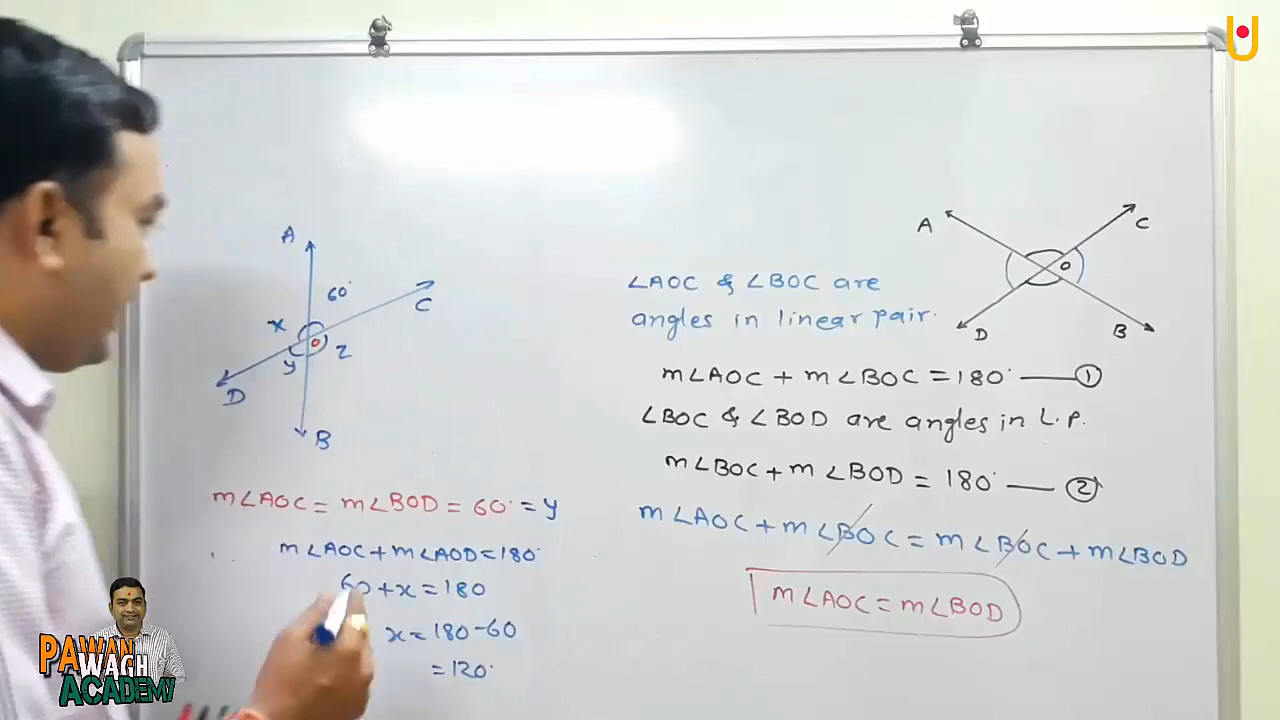 A
60°
C
x
O
z
y
D
B
m∠AOC = m∠BOD = 60° = y
m∠AOC + m∠AOD = 180°
60 + x = 180
x = 180 - 60
= 120°
A
C
O
D
B
∠AOC & ∠BOC are
angles in linear pair.
m∠AOC + m∠BOC = 180° — ①
∠BOC & ∠BOD are angles in L.P.
m∠BOC + m∠BOD = 180° — ②
m∠AOC + m∠BOC = m∠BOC + m∠BOD
m∠AOC = m∠BOD
PAWAN
WAGH
ACADEMY
U